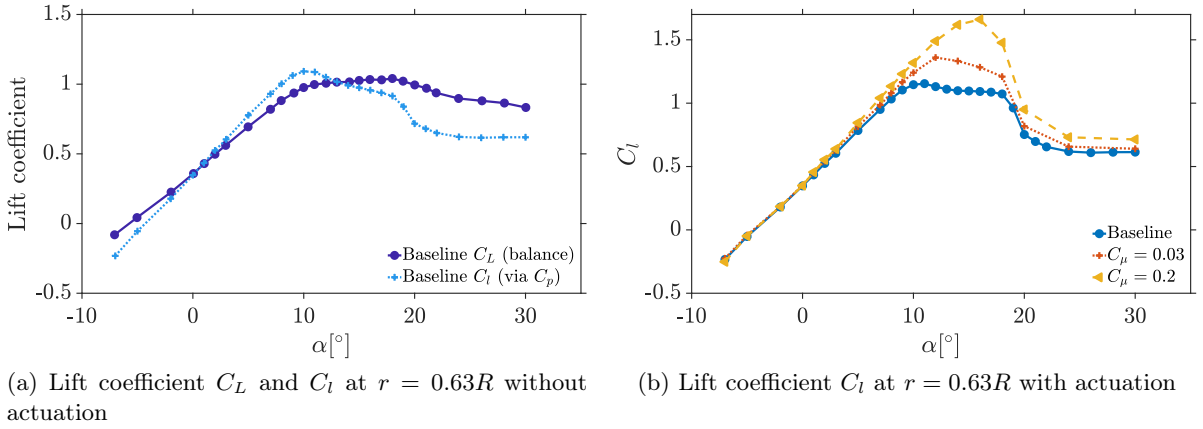 1.5
1
0.5
0
-0.5
-10
0
10
20
30
Lift coefficient
α[°]
Baseline C_L (balance)
Baseline C_l (via C_p)
1.5
1.0
0.5
0
0.5
-10
0
10
20
30
C_l
α[°]
Baseline
C_μ = 0.03
C_μ = 0.2
(a) Lift coefficient C_L and C_l at r = 0.63R without
actuation
(b) Lift coefficient C_l at r = 0.63R with actuation